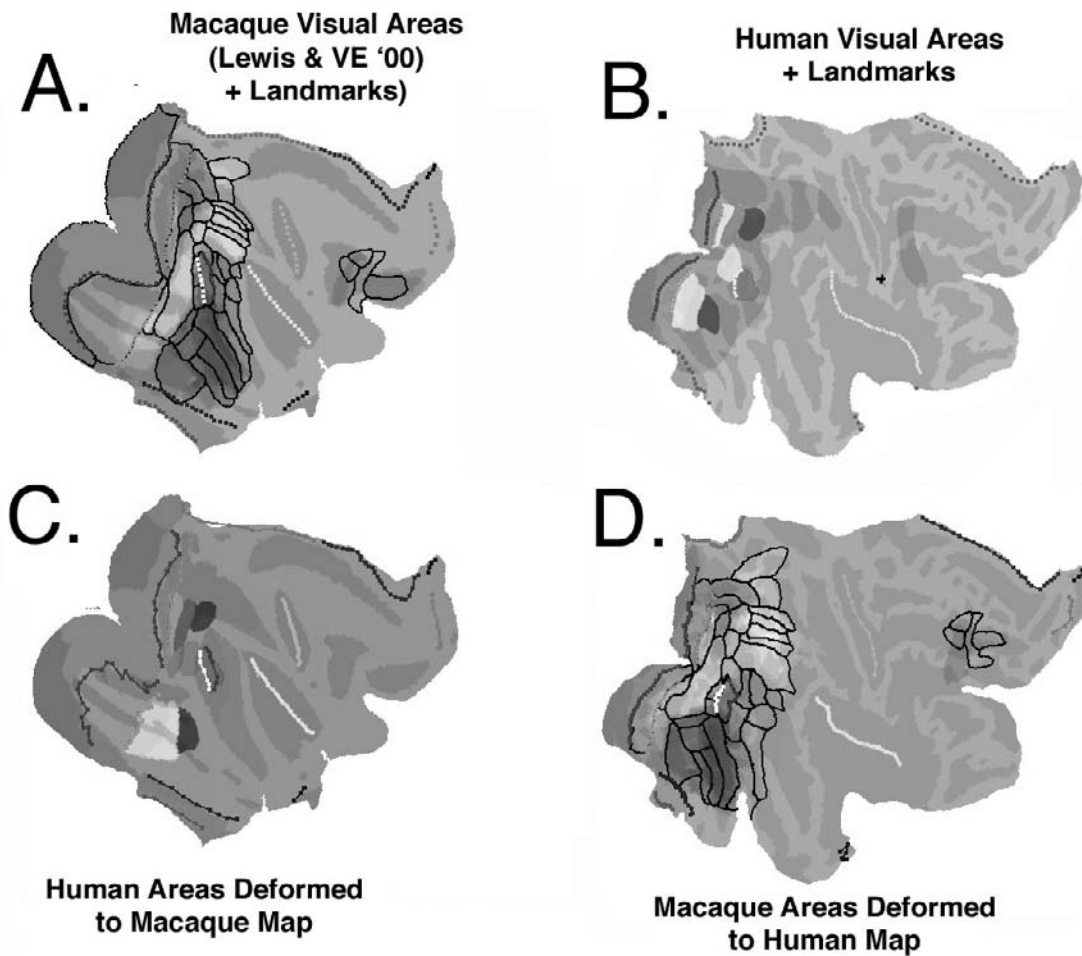 A.
Macaque Visual Areas
(Lewis & VE ‘00)
+ Landmarks)
B.
Human Visual Areas
+ Landmarks
C.
Human Areas Deformed
to Macaque Map
D.
Macaque Areas Deformed
to Human Map